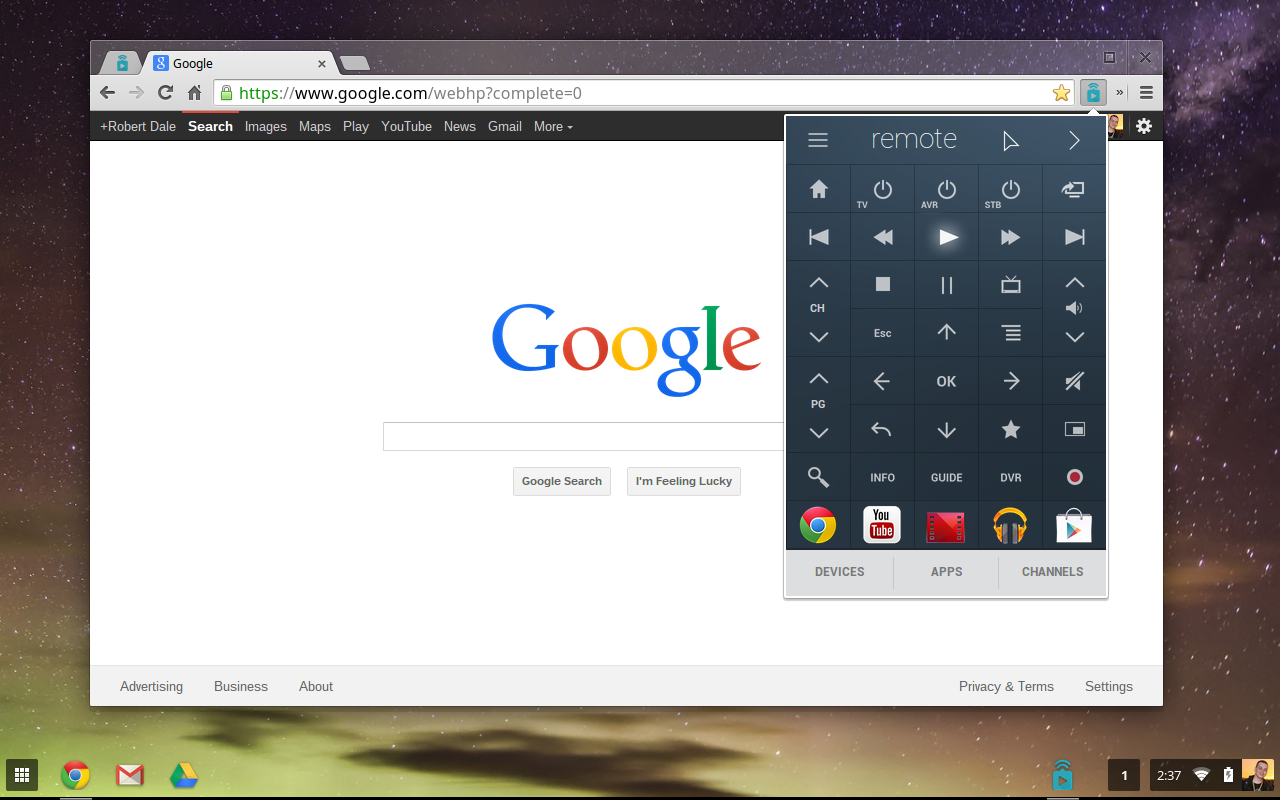 Google
https://www.google.com/webhp?complete=0
»
+Robert Dale Search Images Maps Play YouTube News Gmail More
remote
TV AVR STB
CH
Esc
PG
OK
INFO GUIDE DVR
You
Tube
DEVICES APPS CHANNELS
Google
Google Search I'm Feeling Lucky
Advertising Business About Privacy & Terms Settings
1 2:37